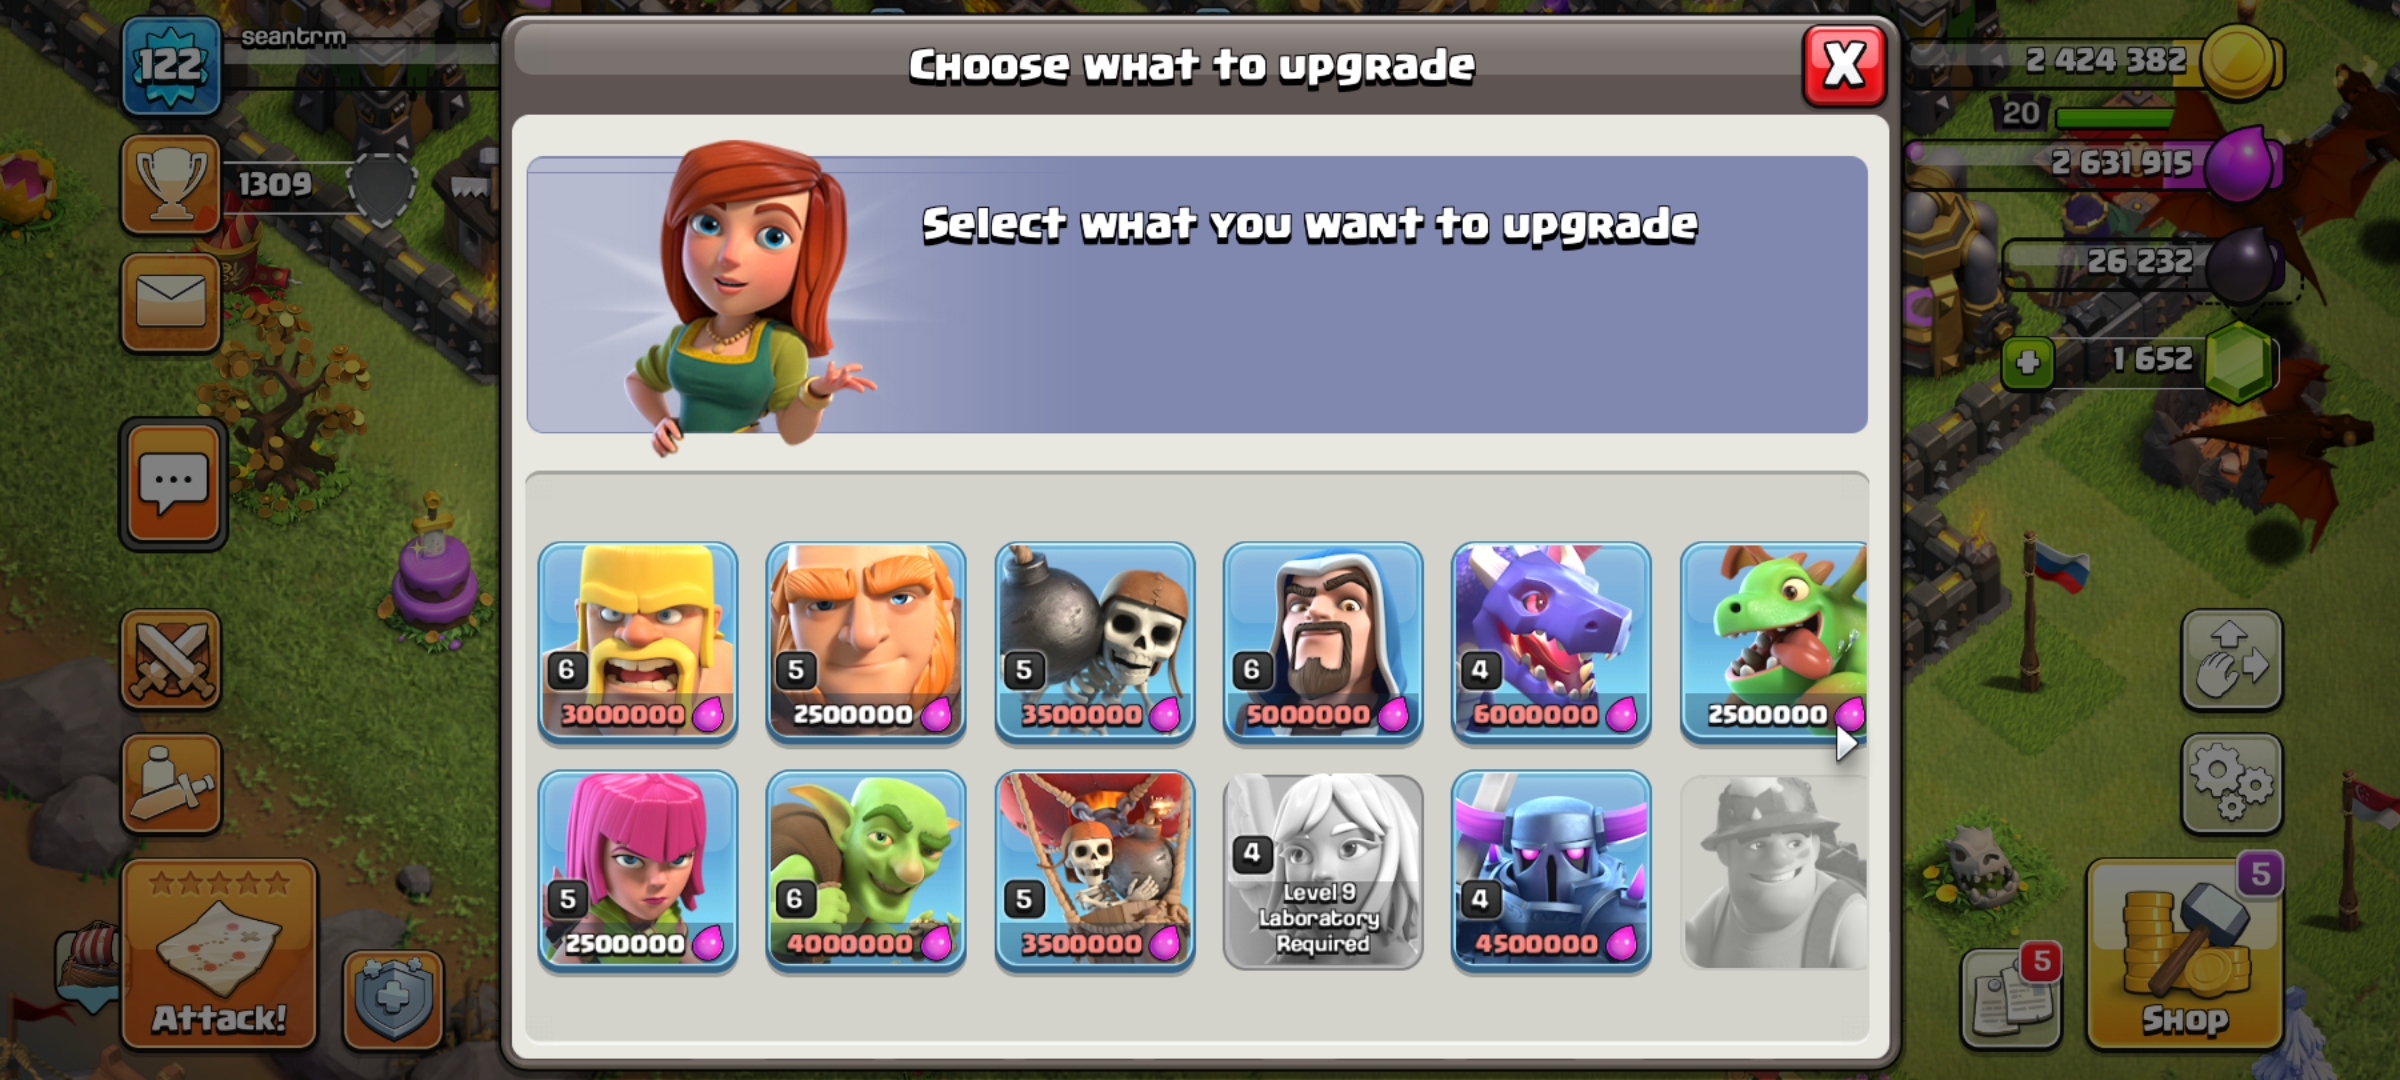 122
seantrm
1309
Choose what to upgrade
X
2 424 382
20
2 631 915
26 232
1 652
Select what you want to upgrade
6
3000000
5
2500000
5
3500000
6
5000000
4
6000000
2500000
5
2500000
6
4000000
5
3500000
4
Level 9
Laboratory
Required
4
4500000
Attack!
5
5
Shop